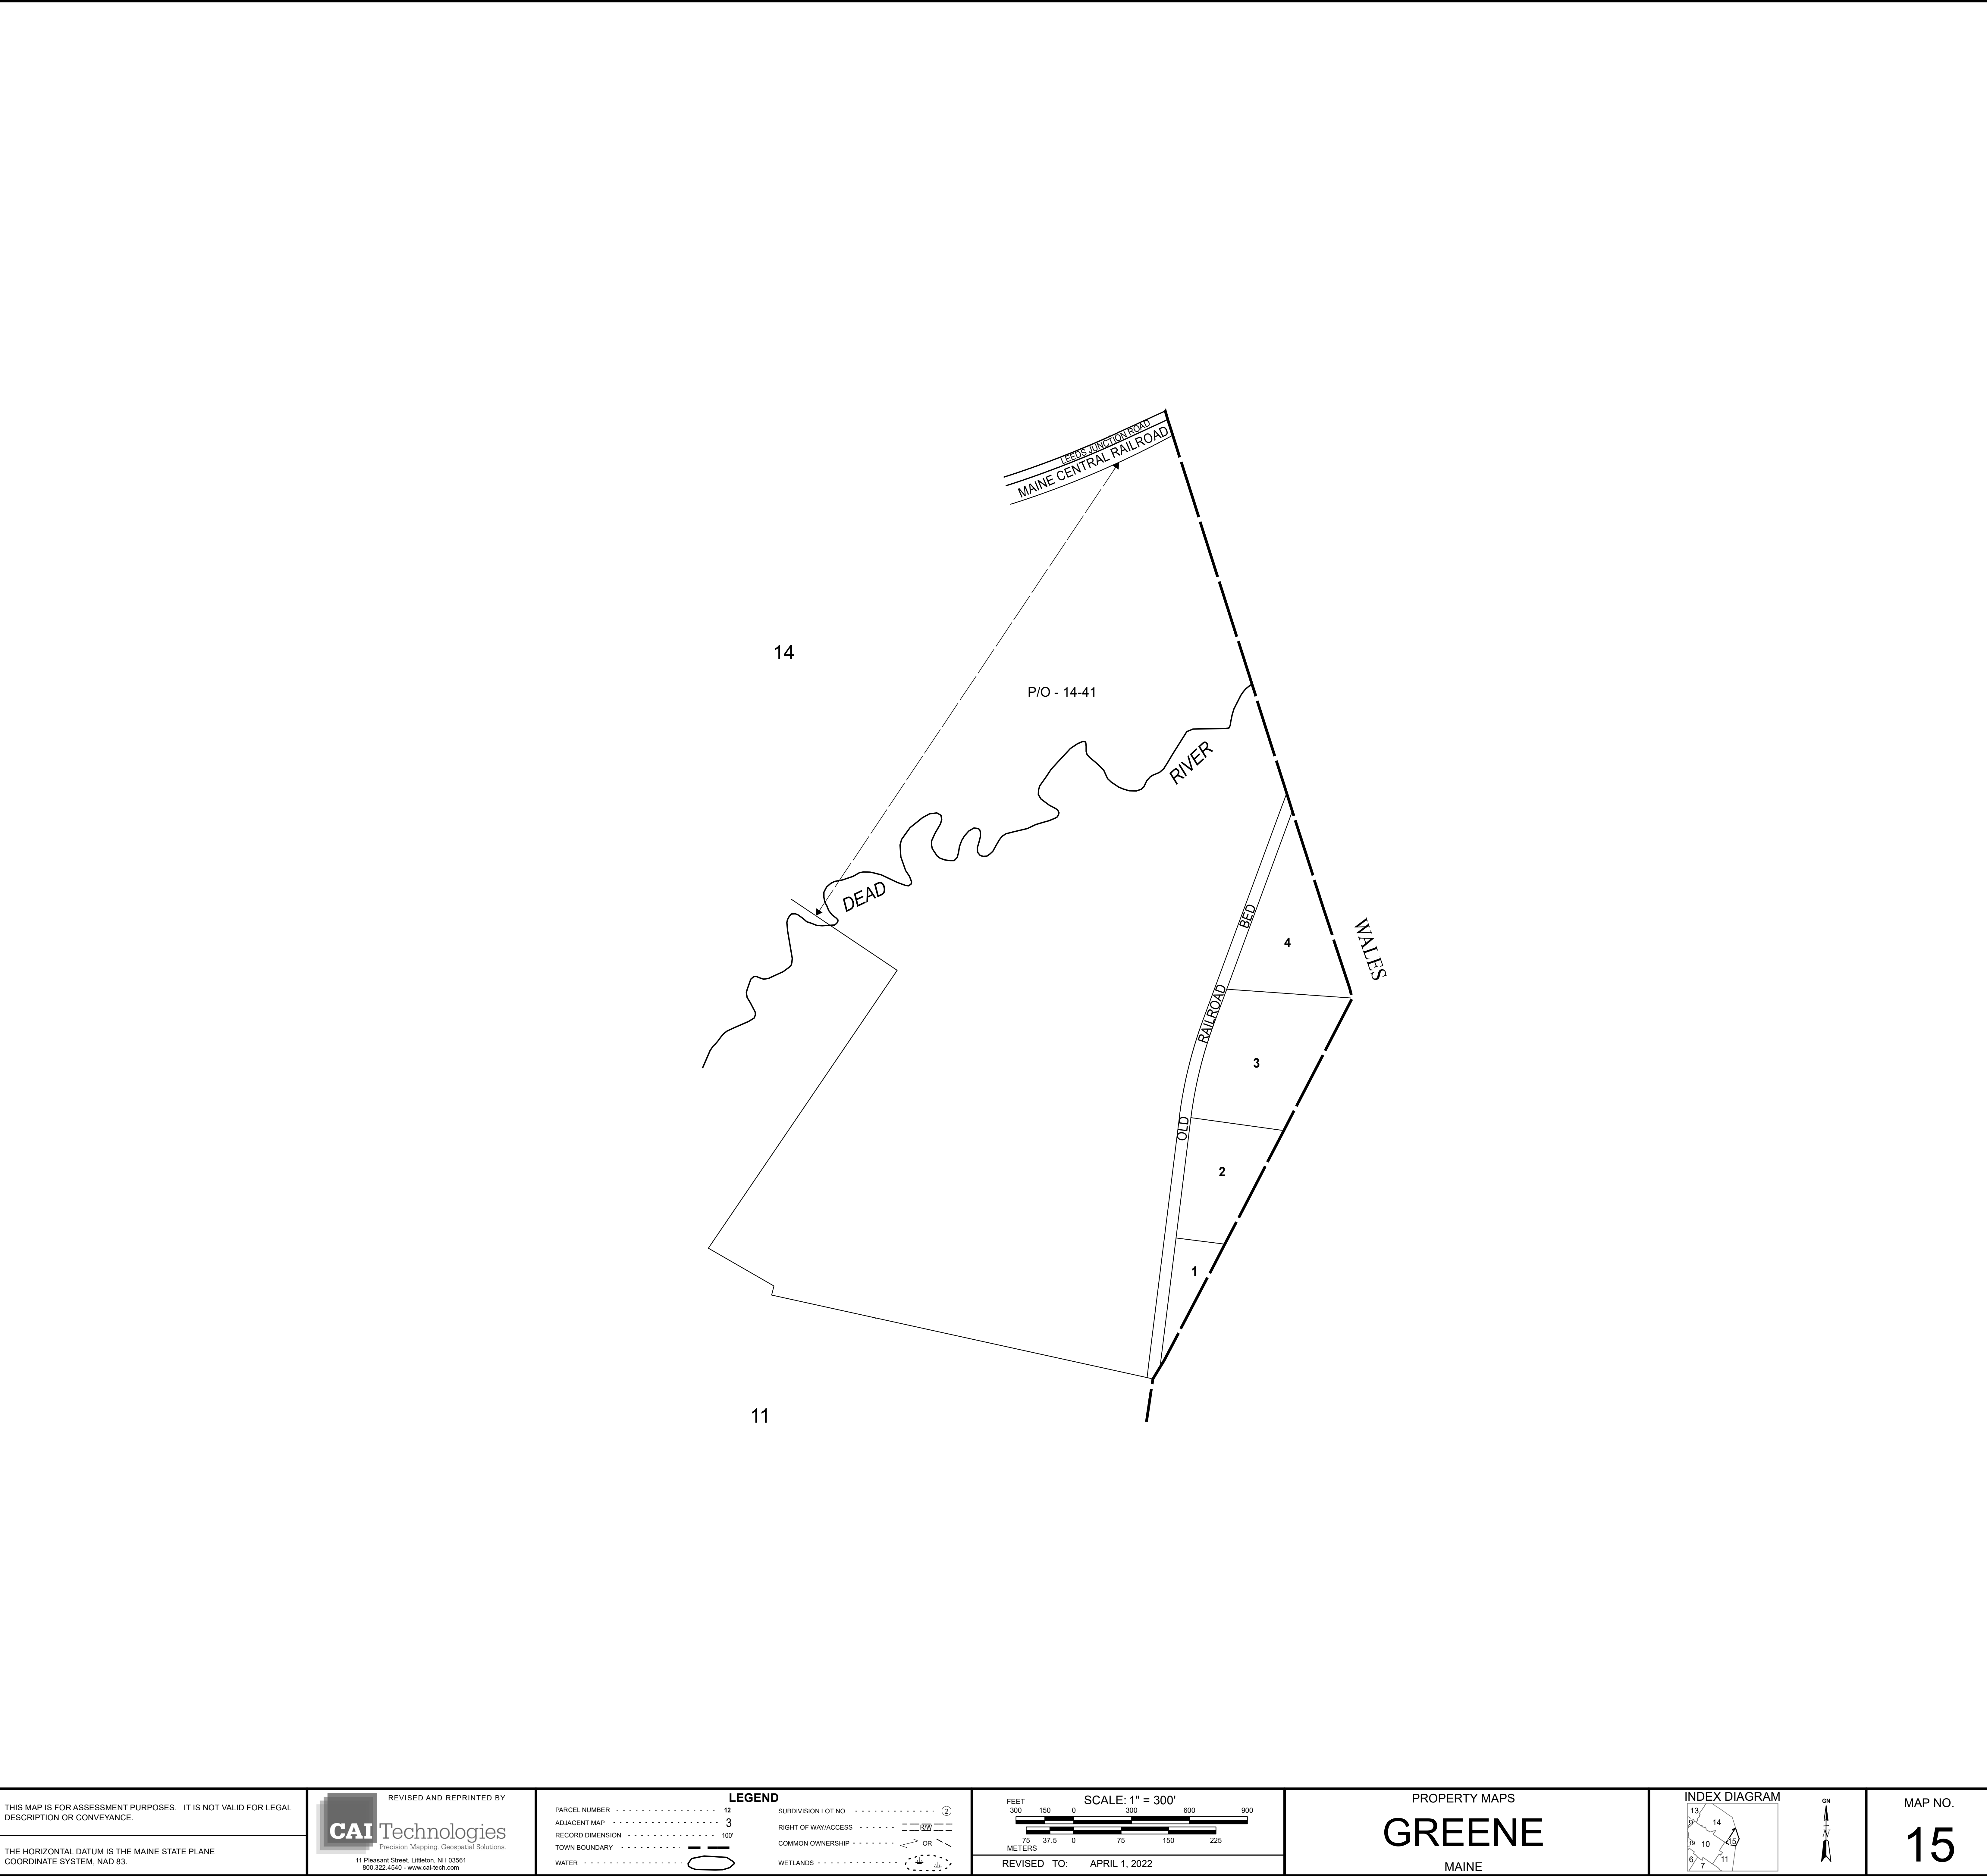 LEEDS JUNCTION ROAD
MAINE CENTRAL RAILROAD
14
P/O - 14-41
RIVER
DEAD
BED
4
WALES
RAILROAD
3
OLD
2
1
11
THIS MAP IS FOR ASSESSMENT PURPOSES. IT IS NOT VALID FOR LEGAL
DESCRIPTION OR CONVEYANCE.
THE HORIZONTAL DATUM IS THE MAINE STATE PLANE
COORDINATE SYSTEM, NAD 83.
REVISED AND REPRINTED BY
CAI Technologies
Precision Mapping. Geospatial Solutions.
11 Pleasant Street, Littleton, NH 03561
800.322.4540 - www.cai-tech.com
LEGEND
PARCEL NUMBER 12
ADJACENT MAP 3
RECORD DIMENSION 100'
TOWN BOUNDARY
WATER
SUBDIVISION LOT NO. 2
RIGHT OF WAY/ACCESS R/W
COMMON OWNERSHIP OR
WETLANDS
SCALE: 1" = 300'
FEET
300 150 0 300 600 900
75 37.5 0 75 150 225
METERS
REVISED TO: APRIL 1, 2022
PROPERTY MAPS
GREENE
MAINE
INDEX DIAGRAM
13
9
14
19
10
15
6
7
11
GN
N
MAP NO.
15